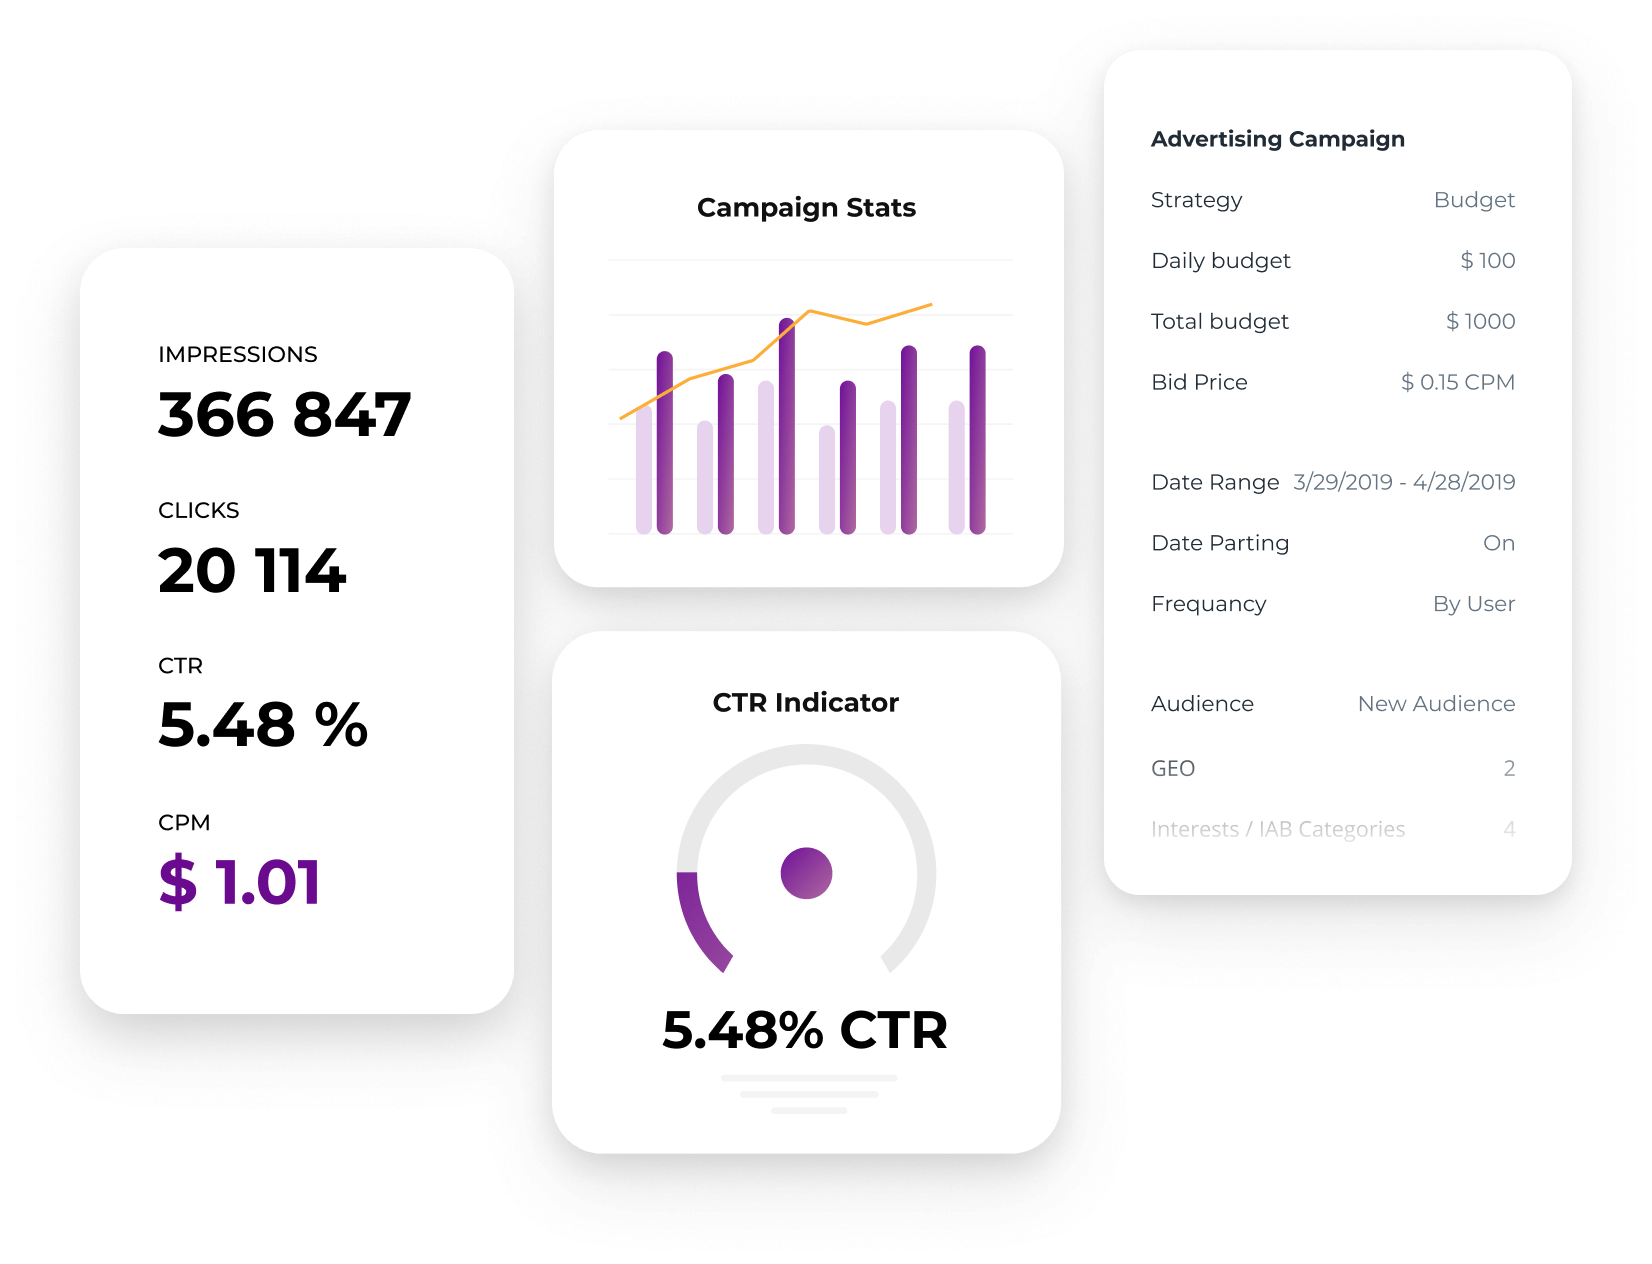 IMPRESSIONS
366 847
CLICKS
20 114
CTR
5.48 %
CPM
$ 1.01
Campaign Stats
CTR Indicator
5.48% CTR
Advertising Campaign
Strategy Budget
Daily budget $ 100
Total budget $ 1000
Bid Price $ 0.15 CPM
Date Range 3/29/2019 - 4/28/2019
Date Parting On
Frequancy By User
Audience New Audience
GEO 2
Interests / IAB Categories 4